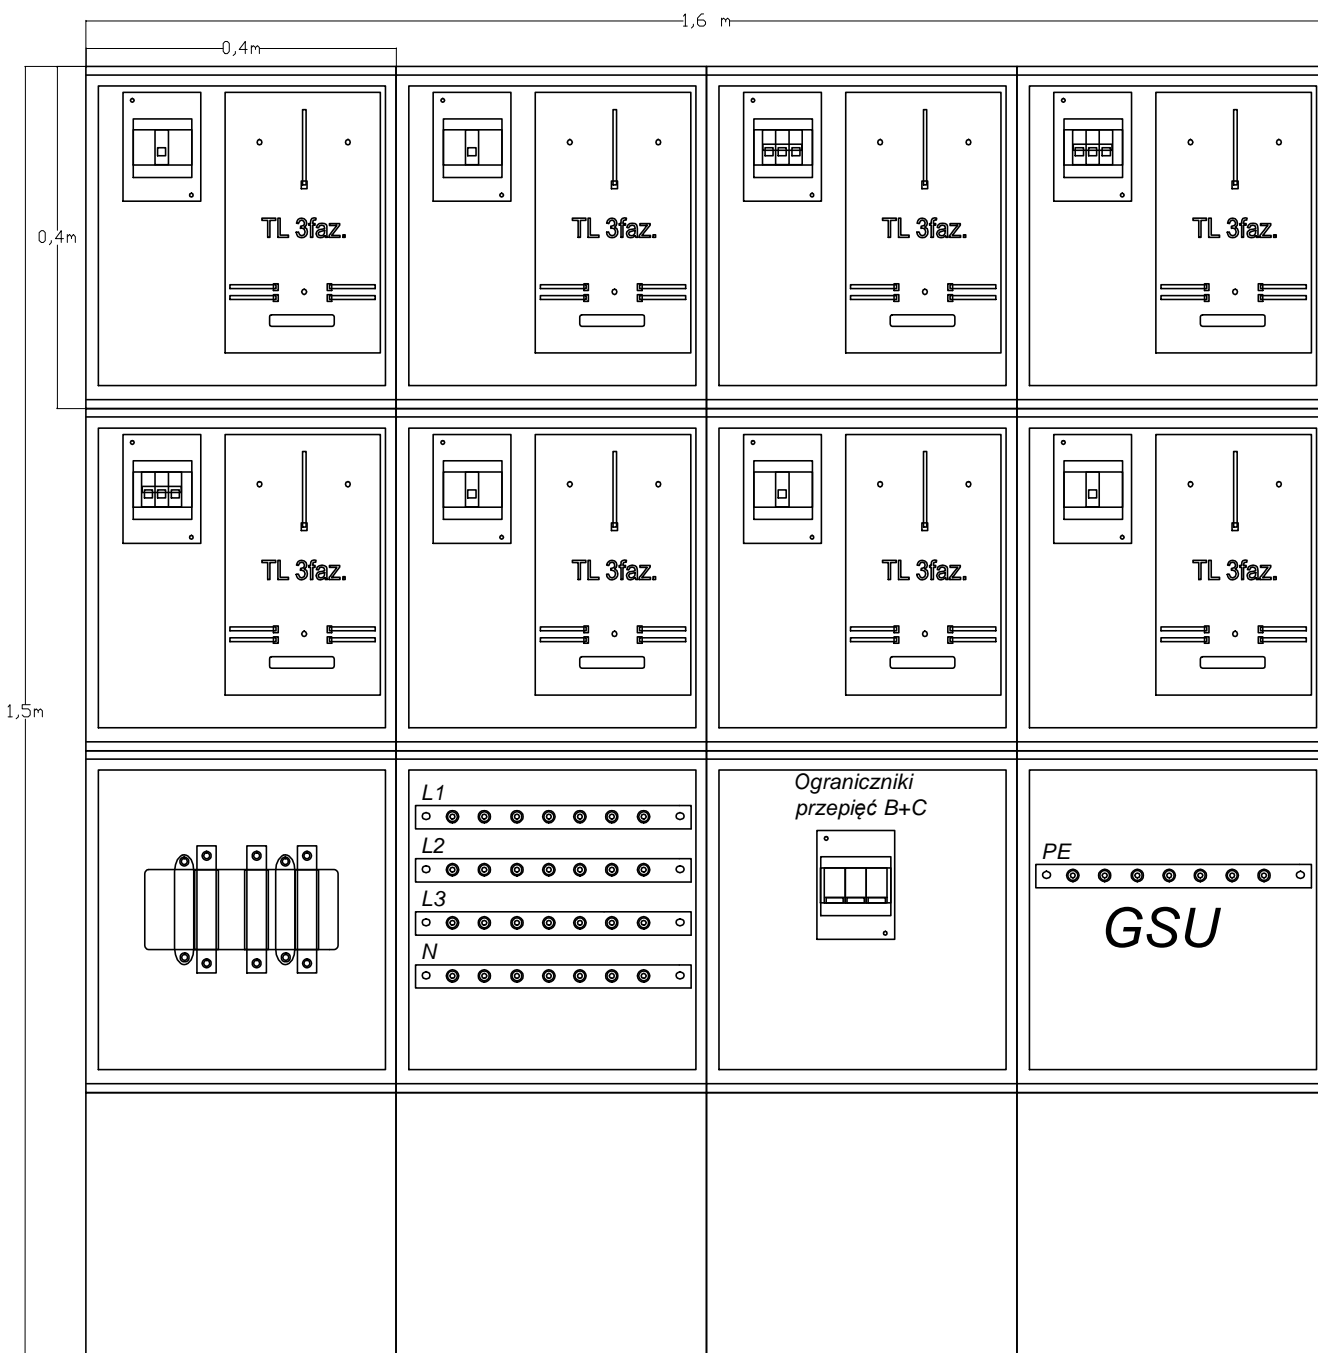 1,6 m
0,4m
0,4m
TL 3faz.
TL 3faz.
TL 3faz.
TL 3faz.
TL 3faz.
TL 3faz.
TL 3faz.
TL 3faz.
1,5m
L1
L2
L3
N
Ograniczniki
przepięć B+C
PE
GSU